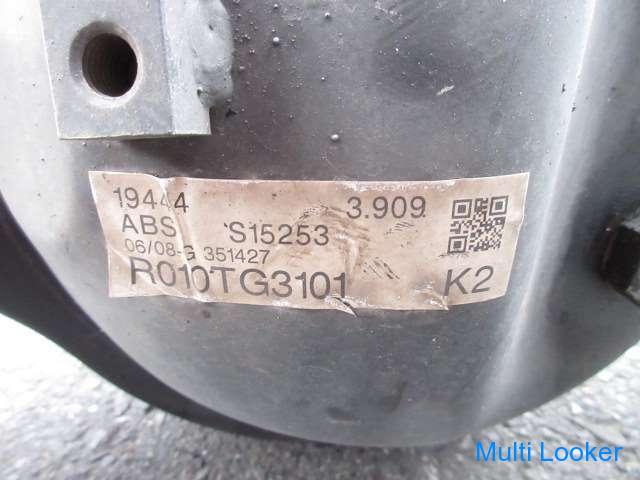 19444 3.909
ABS S15253
06/08-G 351427
R010TG3101 K2
Multi Looker